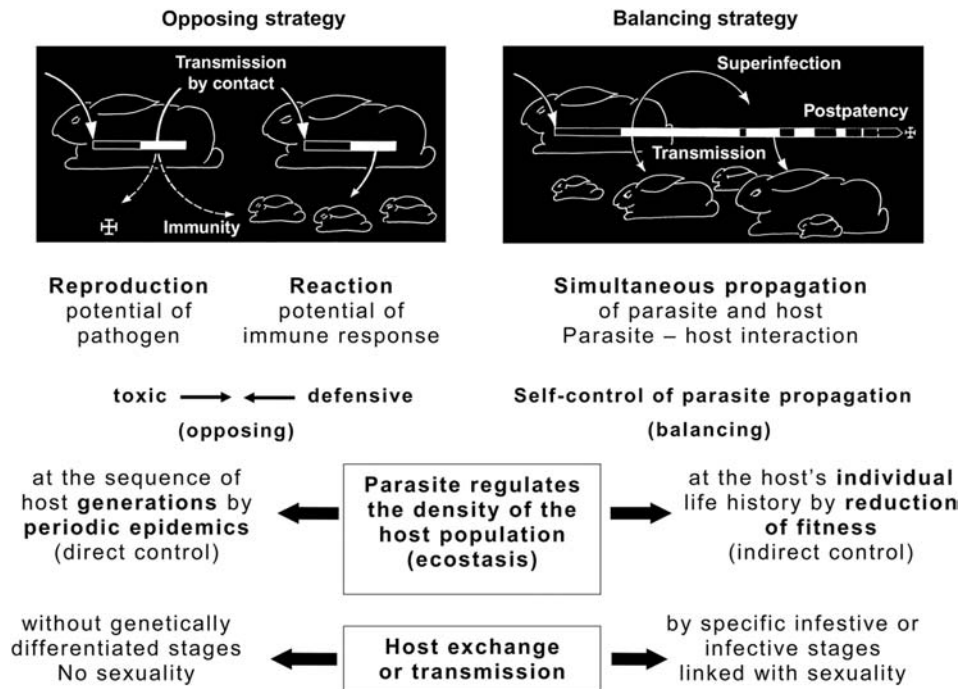 Opposing strategy
Balancing strategy
Transmission
by contact
Immunity
Superinfection
Postpatency
Transmission
Reproduction
potential of
pathogen
Reaction
potential of
immune response
Simultaneous propagation
of parasite and host
Parasite – host interaction
toxic
defensive
(opposing)
Self-control of parasite propagation
(balancing)
at the sequence of
host generations by
periodic epidemics
(direct control)
Parasite regulates
the density of the
host population
(ecostasis)
at the host's individual
life history by reduction
of fitness
(indirect control)
without genetically
differentiated stages
No sexuality
Host exchange
or transmission
by specific infestive or
infective stages
linked with sexuality